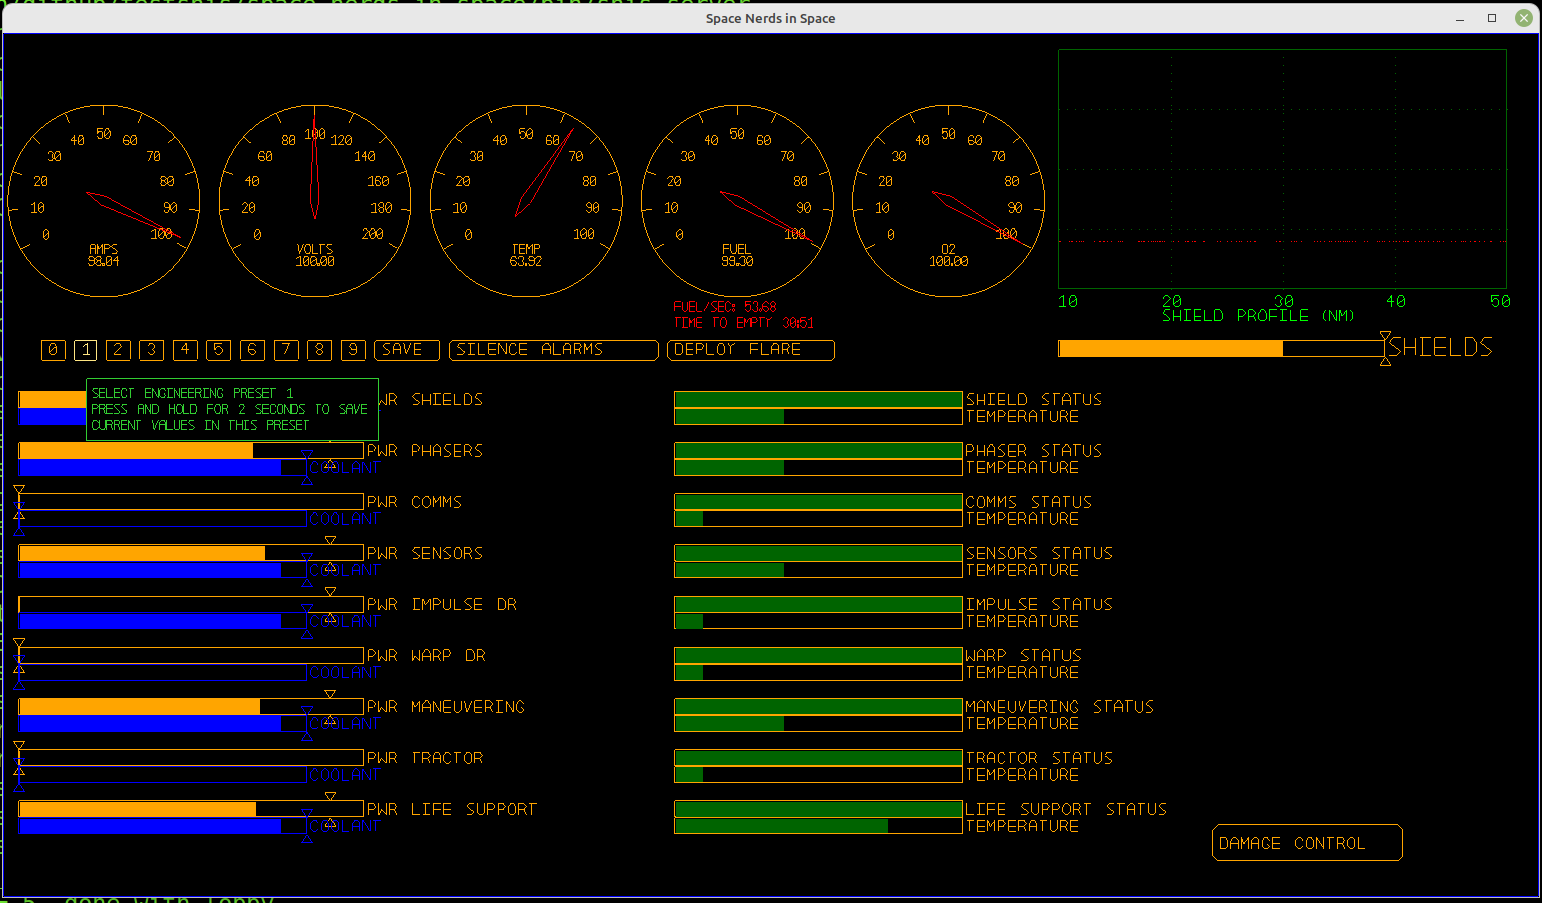 Space Nerds in Space
0 10 20 30 40 50 60 70 80 90 100
AMPS
98.04
0 20 40 60 80 100 120 140 160 180 200
VOLTS
100.00
0 10 20 30 40 50 60 70 80 90 100
TEMP
63.92
0 10 20 30 40 50 60 70 80 90 100
FUEL
99.30
0 10 20 30 40 50 60 70 80 90 100
O2
100.00
10 20 30 40 50
SHIELD PROFILE (NM)
FUEL/SEC: 53.68
TIME TO EMPTY 30:51
0 1 2 3 4 5 6 7 8 9 SAVE SILENCE ALARMS DEPLOY FLARE
SHIELDS
SELECT ENGINEERING PRESET 1
PRESS AND HOLD FOR 2 SECONDS TO SAVE
CURRENT VALUES IN THIS PRESET
WR SHIELDS
SHIELD STATUS
TEMPERATURE
PWR PHASERS
COOLANT
PHASER STATUS
TEMPERATURE
PWR COMMS
COOLANT
COMMS STATUS
TEMPERATURE
PWR SENSORS
COOLANT
SENSORS STATUS
TEMPERATURE
PWR IMPULSE DR
COOLANT
IMPULSE STATUS
TEMPERATURE
PWR WARP DR
COOLANT
WARP STATUS
TEMPERATURE
PWR MANEUVERING
COOLANT
MANEUVERING STATUS
TEMPERATURE
PWR TRACTOR
COOLANT
TRACTOR STATUS
TEMPERATURE
PWR LIFE SUPPORT
COOLANT
LIFE SUPPORT STATUS
TEMPERATURE
DAMAGE CONTROL